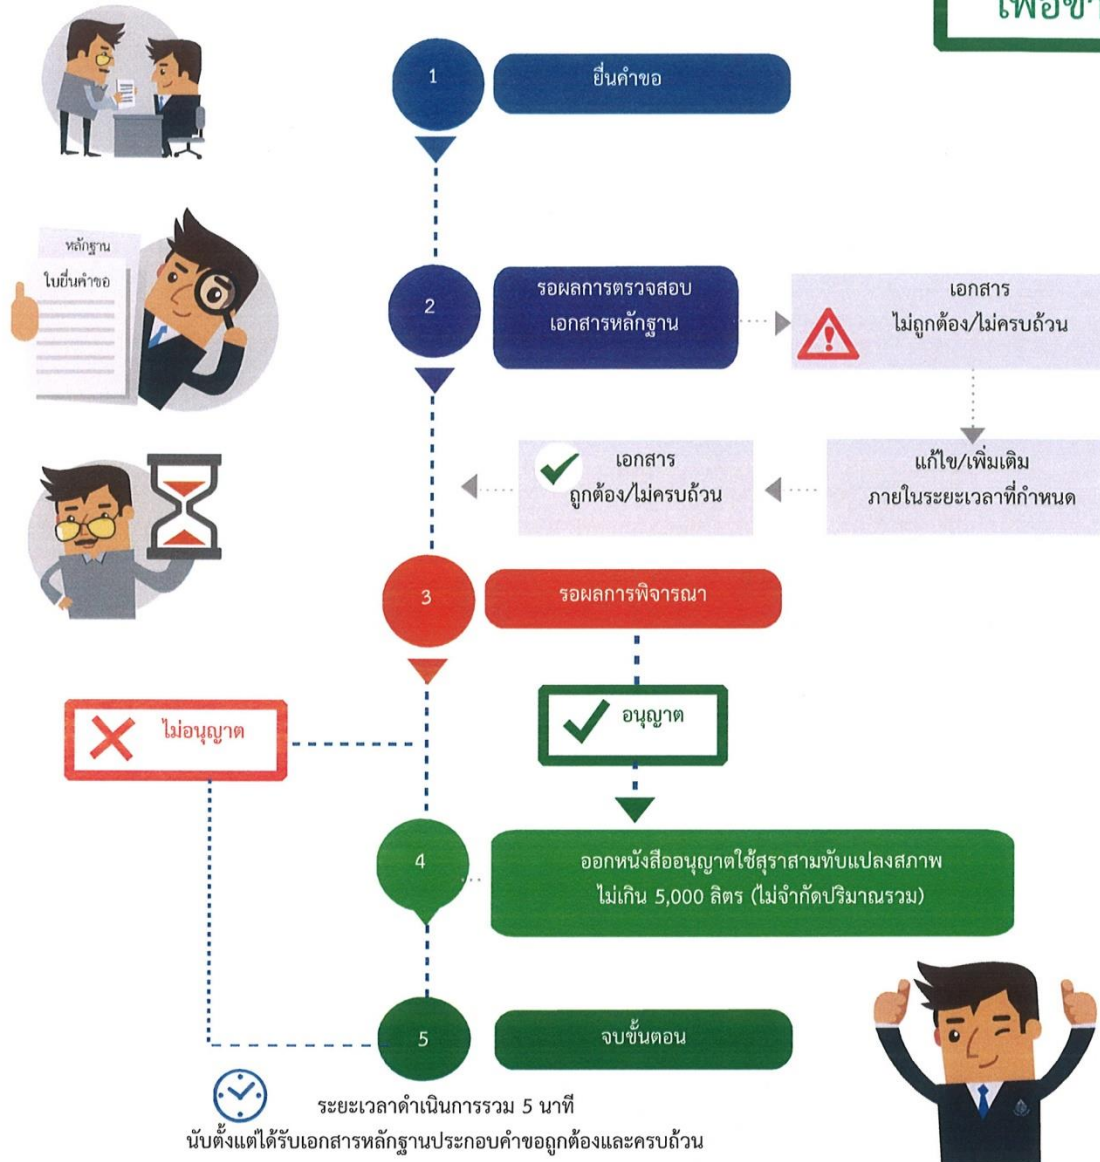 เพื่อขา
1
ยื่นคำขอ
หลักฐาน
ใบยื่นคำขอ
2
รอผลการตรวจสอบ
เอกสารหลักฐาน
เอกสาร
ไม่ถูกต้อง/ไม่ครบถ้วน
เอกสาร
ถูกต้อง/ไม่ครบถ้วน
แก้ไข/เพิ่มเติม
ภายในระยะเวลาที่กำหนด
3
รอผลการพิจารณา
ไม่อนุญาต
อนุญาต
4
ออกหนังสืออนุญาตใช้สุราสามทับแปลงสภาพ
ไม่เกิน 5,000 ลิตร (ไม่จำกัดปริมาณรวม)
5
จบขั้นตอน
ระยะเวลาดำเนินการรวม 5 นาที
นับตั้งแต่ได้รับเอกสารหลักฐานประกอบคำขอถูกต้องและครบถ้วน